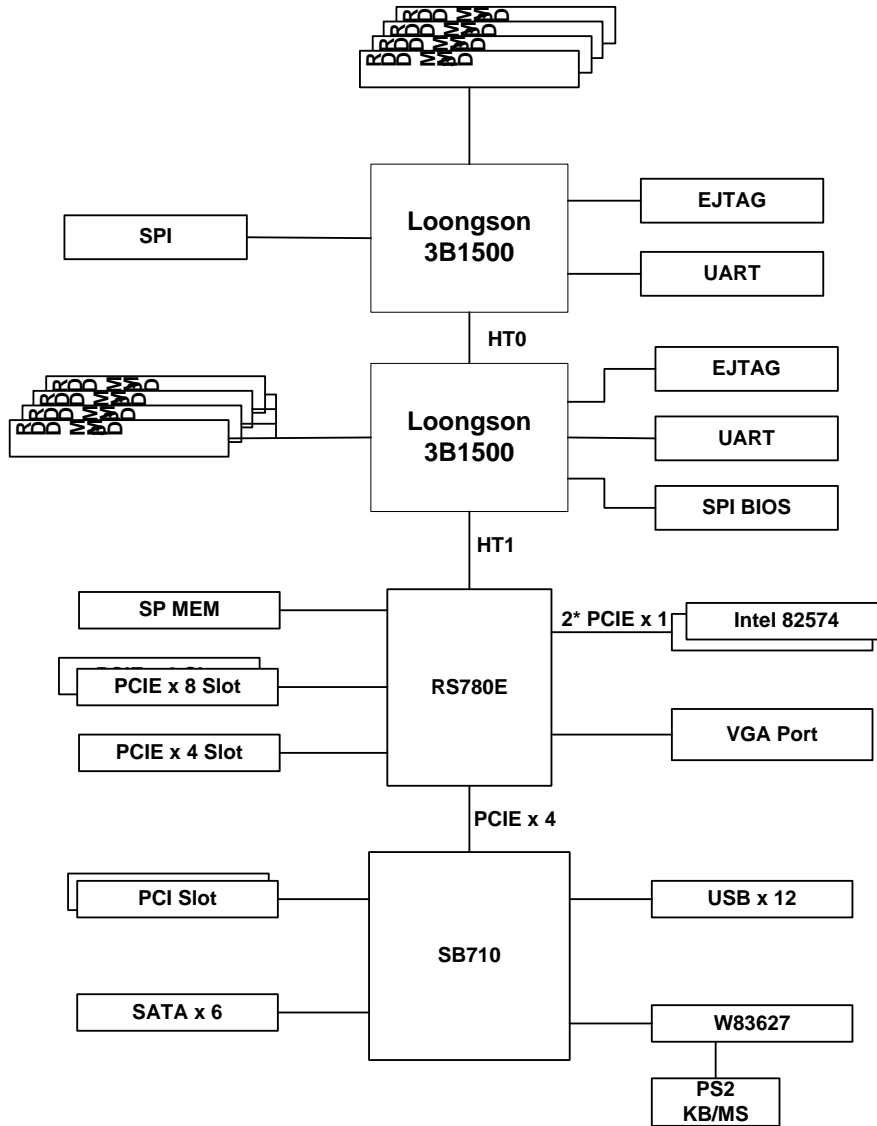 Loongson
3B1500
SPI
EJTAG
UART
HT0
Loongson
3B1500
EJTAG
UART
SPI BIOS
HT1
SP MEM
PCIE x 8 Slot
PCIE x 4 Slot
RS780E
2* PCIE x 1
Intel 82574
VGA Port
PCIE x 4
PCI Slot
SATA x 6
SB710
USB x 12
W83627
PS2
KB/MS